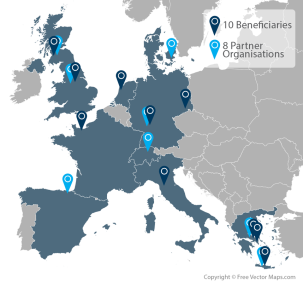 10 Beneficiaries
8 Partner
Organisations
Copyright © Free Vector Maps.com